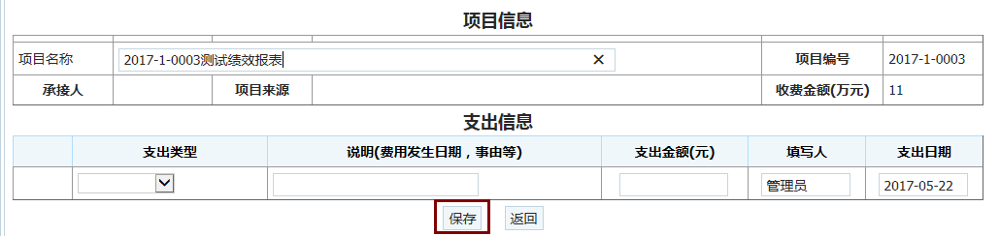 项目信息
项目名称 2017-1-0003测试绩效报表 ✕ 项目编号 2017-1-0003
承接人 项目来源 收费金额(万元) 11
支出信息
支出类型 说明(费用发生日期，事由等) 支出金额(元) 填写人 支出日期
管理员 2017-05-22
保存 返回